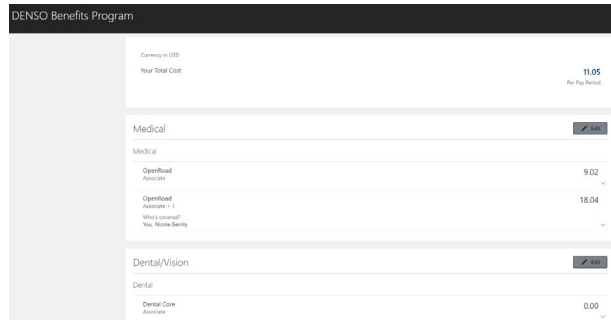 DENSO Benefits Program
Currency in USD
Your Total Cost
11.05
Per Pay Period
Medical
Edit
Medical
OpenRoad
Associate
9.02
OpenRoad
Associate + 1
18.04
Who's covered?
You, Nicole Gerrity
Dental/Vision
Edit
Dental
Dental Core
Associate
0.00